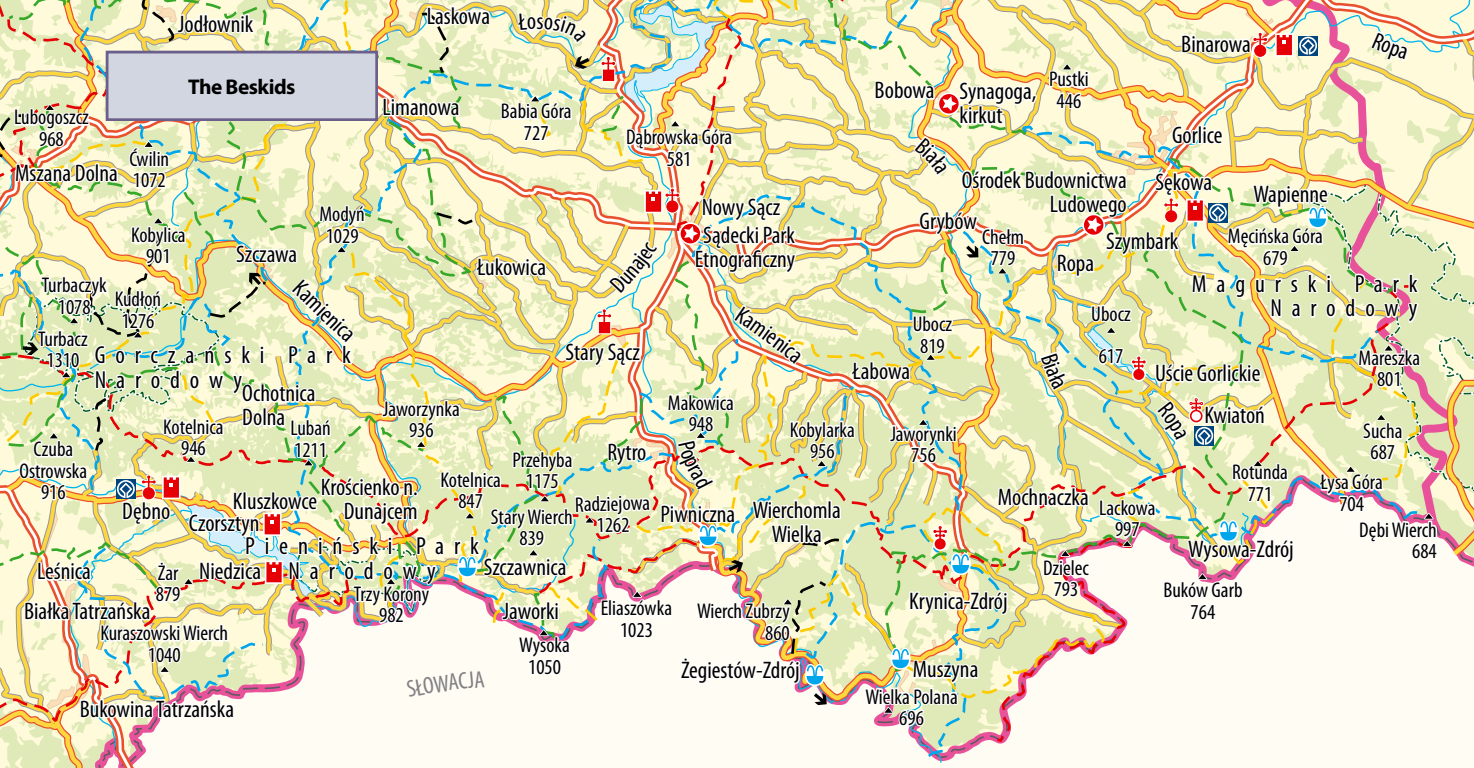 Jodłownik
Laskowa
Łososina
Binarowa
Ropa
The Beskids
Limanowa
Babia Góra
727
Bobowa
Synagoga,
kirkut
Pustki
446
Lubogoszcz
968
Dąbrowska Góra
581
Biała
Gorlice
Ćwilin
1072
Mszana Dolna
Ośrodek Budownictwa
Ludowego
Sękowa
Wapienne
Modyń
1029
Nowy Sącz
Sądecki Park
Etnograficzny
Grybów
Chełm
779
Szymbark
Męcińska Góra
679
Kobylica
901
Szczawa
Łukowica
Dunajec
Ropa
Magurski Park
Narodowy
Turbaczyk
1078
Kudłoń
1276
Kamienica
Kamienica
Ubocz
819
Ubocz
617
Turbacz
1310
Gorczański Park
Narodowy
Stary Sącz
Łabowa
Biała
Uście Gorlickie
Mareszka
801
Ochotnica
Dolna
Jaworzynka
936
Makowica
948
Kobylarka
956
Jaworynki
756
Ropa
Kwiatoń
Sucha
687
Czuba
Ostrowska
916
Kotelnica
946
Lubań
1211
Przehyba
1175
Rytro
Poprad
Rotunda
771
Łysa Góra
704
Dębno
Kluszkowce
Czorsztyn
Krościenko n.
Dunajcem
Kotelnica
847
Stary Wierch
839
Radziejowa
1262
Piwniczna
Wierchomla
Wielka
Mochnaczka
Lackowa
997
Dębi Wierch
684
Pieniński Park
Narodowy
Leśnica
Żar
879
Niedzica
Szczawnica
Wysowa-Zdrój
Dzielec
793
Buków Garb
764
Białka Tatrzańska
Trzy Korony
982
Jaworki
Eliaszówka
1023
Wierch Zubrzy
860
Krynica-Zdrój
Kuraszowski Wierch
1040
Wysoka
1050
Żegiestów-Zdrój
Muszyna
SŁOWACJA
Wielka Polana
696
Bukowina Tatrzańska